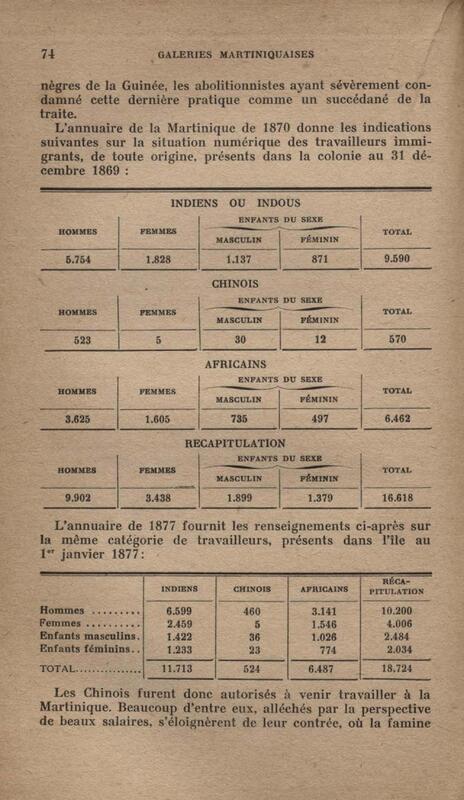 74 GALERIES MARTINIQUAISES
nègres de la Guinée, les abolitionnistes ayant sévèrement con-
damné cette dernière pratique comme un succédané de la
traite.
L'annuaire de la Martinique de 1870 donne les indications
suivantes sur la situation numérique des travailleurs immi-
grants, de toute origine, présents dans la colonie au 31 dé-
cembre 1869 :
INDIENS OU INDOUS
HOMMES FEMMES ENFANTS DU SEXE TOTAL
MASCULIN FÉMININ
5.754 1.828 1.137 871 9.590
CHINOIS
HOMMES FEMMES ENFANTS DU SEXE TOTAL
MASCULIN FÉMININ
523 5 30 12 570
AFRICAINS
HOMMES FEMMES ENFANTS DU SEXE TOTAL
MASCULIN FÉMININ
3.625 1.605 735 497 6.462
RECAPITULATION
HOMMES FEMMES ENFANTS DU SEXE TOTAL
MASCULIN FÉMININ
9.902 3.438 1.899 1.379 16.618
L'annuaire de 1877 fournit les renseignements ci-après sur
la même catégorie de travailleurs, présents dans l'île au
1er janvier 1877 :
INDIENS CHINOIS AFRICAINS RÉCA-
PITULATION
Hommes ......... 6.599 460 3.141 10.200
Femmes .......... 2.459 5 1.546 4.006
Enfants masculins. 1.422 36 1.026 2.484
Enfants féminins.. 1.233 23 774 2.034
TOTAL............... 11.713 524 6.487 18.724
Les Chinois furent donc autorisés à venir travailler à la
Martinique. Beaucoup d'entre eux, alléchés par la perspective
de beaux salaires, s'éloignèrent de leur contrée, où la famine